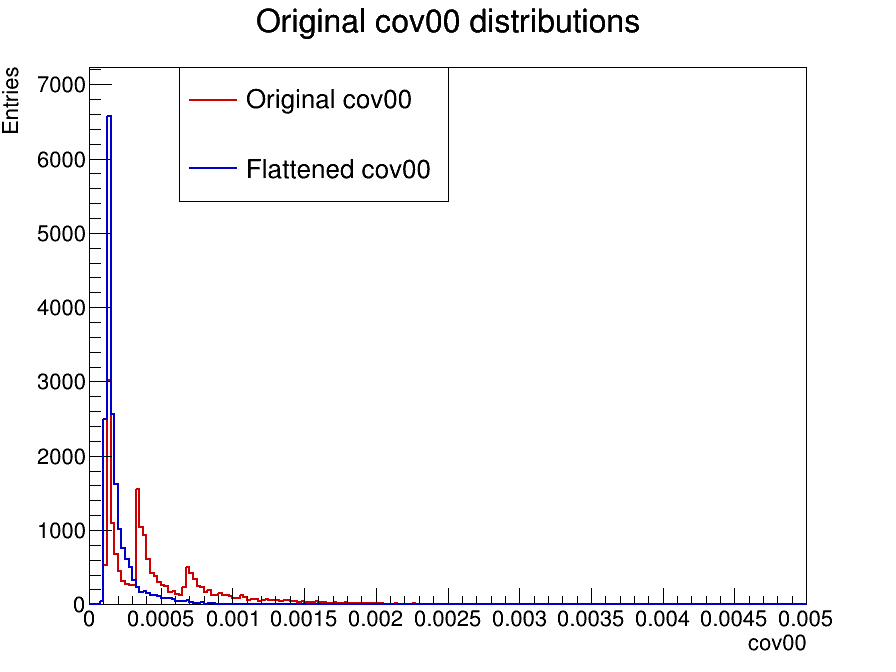 Original cov00 distributions
Entries
7000
6000
5000
4000
3000
2000
1000
0
Original cov00
Flattened cov00
0 0.0005 0.001 0.0015 0.002 0.0025 0.003 0.0035 0.004 0.0045 0.005
cov00